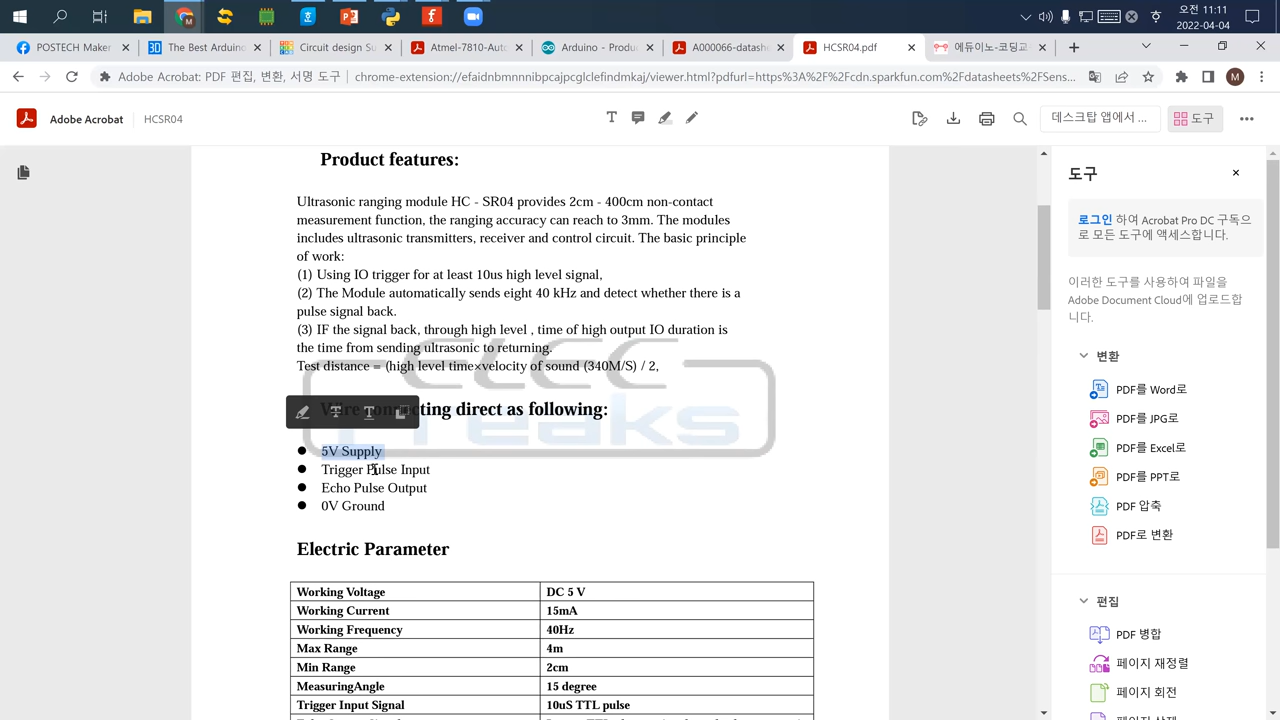 오전 11:11
2022-04-04
POSTECH Maker
The Best Arduino
Circuit design Su
Atmel-7810-Auto
Arduino - Produ
A000066-datash
HCSR04.pdf
에듀이노-코딩교
Adobe Acrobat: PDF 편집, 변환, 서명 도구 | chrome-extension://efaidnbmnnnibpcajpcglclefindmkaj/viewer.html?pdfurl=https%3A%2F%2Fcdn.sparkfun.com%2Fdatasheets%2FSens...
M
Adobe Acrobat
HCSR04
데스크탑 앱에서 ...
도구
Product features:
Ultrasonic ranging module HC - SR04 provides 2cm - 400cm non-contact
measurement function, the ranging accuracy can reach to 3mm. The modules
includes ultrasonic transmitters, receiver and control circuit. The basic principle
of work:
(1) Using IO trigger for at least 10us high level signal,
(2) The Module automatically sends eight 40 kHz and detect whether there is a
pulse signal back.
(3) IF the signal back, through high level , time of high output IO duration is
the time from sending ultrasonic to returning.
Test distance = (high level time×velocity of sound (340M/S) / 2,
ELEC
Freaks
Wire connecting direct as following:
5V Supply
Trigger Pulse Input
Echo Pulse Output
0V Ground
Electric Parameter
Working Voltage DC 5 V
Working Current 15mA
Working Frequency 40Hz
Max Range 4m
Min Range 2cm
MeasuringAngle 15 degree
Trigger Input Signal 10uS TTL pulse
도구
로그인 하여 Acrobat Pro DC 구독으
로 모든 도구에 액세스합니다.
이러한 도구를 사용하여 파일을
Adobe Document Cloud에 업로드합
니다.
변환
PDF를 Word로
PDF를 JPG로
PDF를 Excel로
PDF를 PPT로
PDF 압축
PDF로 변환
편집
PDF 병합
페이지 재정렬
페이지 회전